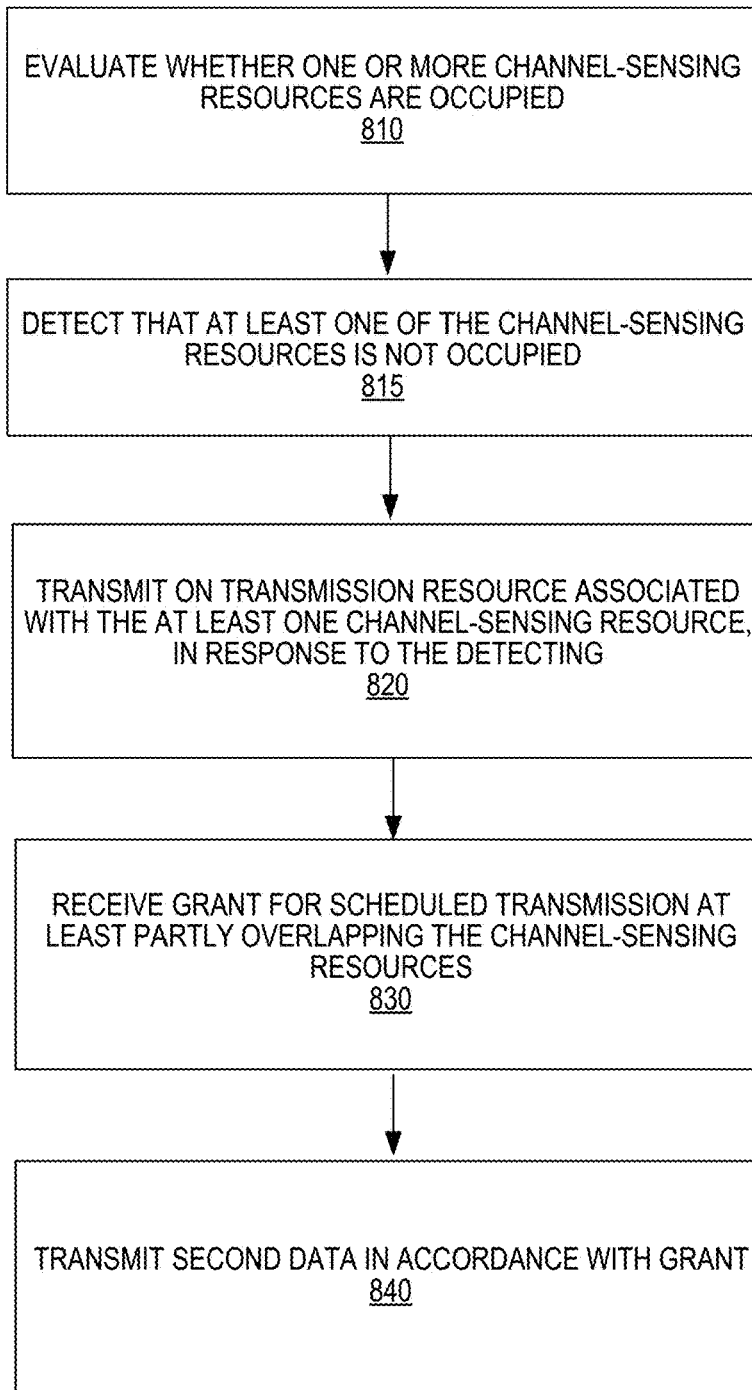 EVALUATE WHETHER ONE OR MORE CHANNEL-SENSING
RESOURCES ARE OCCUPIED
810
DETECT THAT AT LEAST ONE OF THE CHANNEL-SENSING
RESOURCES IS NOT OCCUPIED
815
TRANSMIT ON TRANSMISSION RESOURCE ASSOCIATED
WITH THE AT LEAST ONE CHANNEL-SENSING RESOURCE,
IN RESPONSE TO THE DETECTING
820
RECEIVE GRANT FOR SCHEDULED TRANSMISSION AT
LEAST PARTLY OVERLAPPING THE CHANNEL-SENSING
RESOURCES
830
TRANSMIT SECOND DATA IN ACCORDANCE WITH GRANT
840